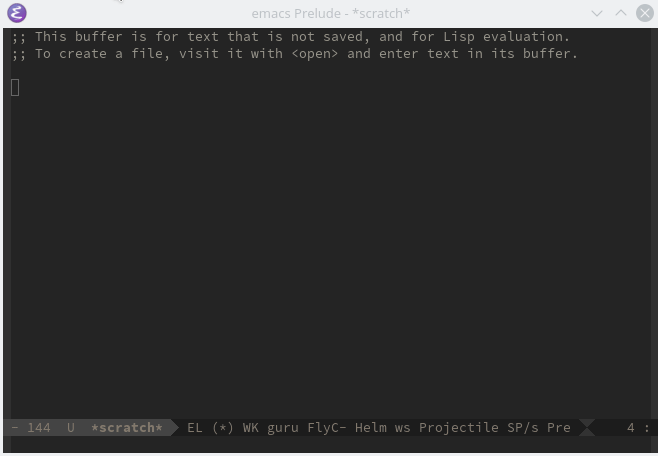 emacs Prelude - *scratch*
;; This buffer is for text that is not saved, and for Lisp evaluation.
;; To create a file, visit it with <open> and enter text in its buffer.
- 144 U *scratch* EL (*) WK guru FlyC- Helm ws Projectile SP/s Pre 4 :